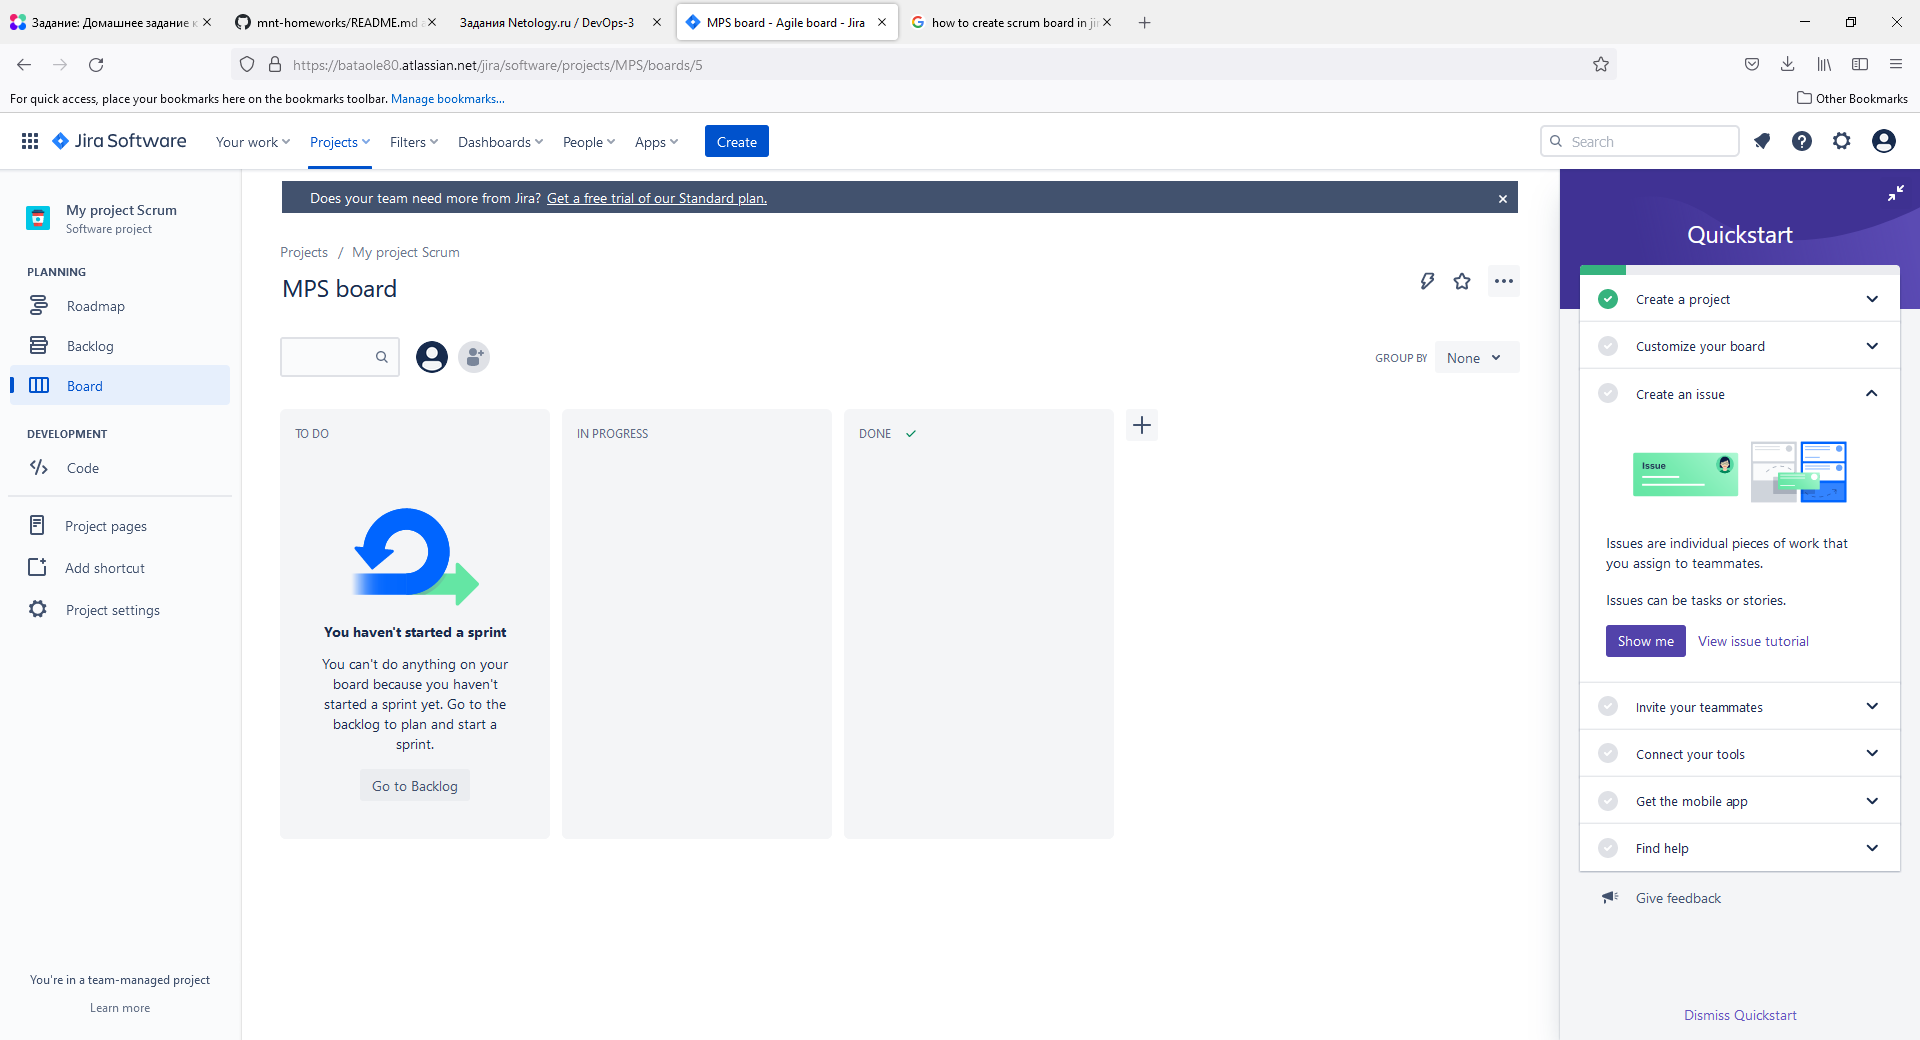 Задание: Домашнее задание к
mnt-homeworks/README.md
Задания Netology.ru / DevOps-3
MPS board - Agile board - Jira
how to create scrum board in jir
https://bataole80.atlassian.net/jira/software/projects/MPS/boards/5
For quick access, place your bookmarks here on the bookmarks toolbar. Manage bookmarks...
Other Bookmarks
Jira Software
Your work
Projects
Filters
Dashboards
People
Apps
Create
Search
My project Scrum
Software project
PLANNING
Roadmap
Backlog
Board
DEVELOPMENT
Code
Project pages
Add shortcut
Project settings
You're in a team-managed project
Learn more
Does your team need more from Jira? Get a free trial of our Standard plan.
Projects / My project Scrum
MPS board
GROUP BY
None
TO DO
IN PROGRESS
DONE
You haven't started a sprint
You can't do anything on your
board because you haven't
started a sprint yet. Go to the
backlog to plan and start a
sprint.
Go to Backlog
Quickstart
Create a project
Customize your board
Create an issue
Issue
Issues are individual pieces of work that
you assign to teammates.
Issues can be tasks or stories.
Show me
View issue tutorial
Invite your teammates
Connect your tools
Get the mobile app
Find help
Give feedback
Dismiss Quickstart